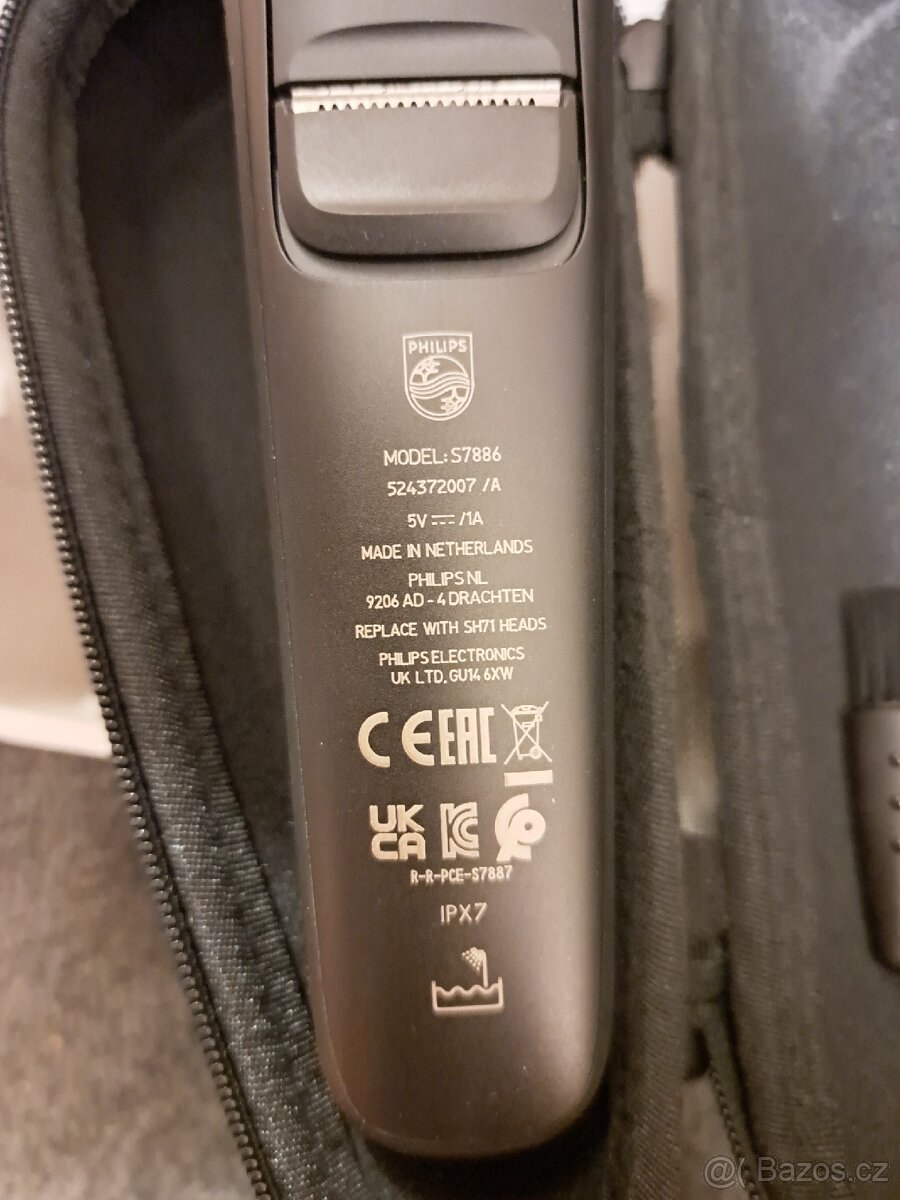 PHILIPS
MODEL: S7886
524372007 /A
5V /1A
MADE IN NETHERLANDS
PHILIPS NL
9206 AD - 4 DRACHTEN
REPLACE WITH SH71 HEADS
PHILIPS ELECTRONICS
UK LTD. GU14 6XW
CE EAC
UK
CA
R-R-PCE-S7887
IPX7
@( Bazos.cz